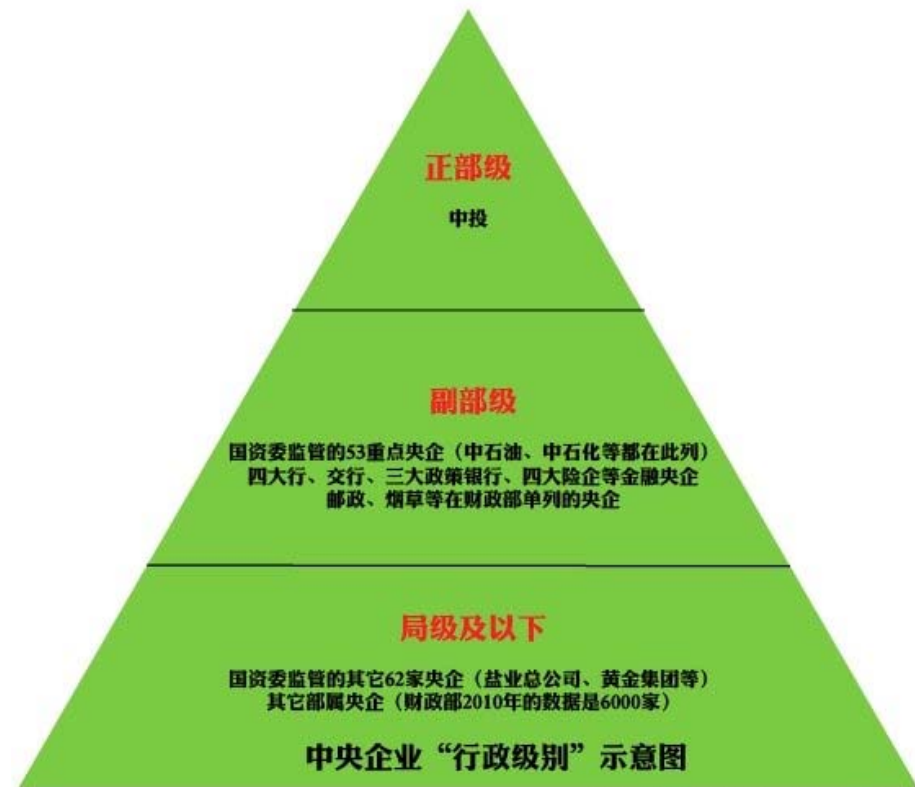 正部级
中投
副部级
国资委监管的53重点央企（中石油、中石化等都在此列）
四大行、交行、三大政策银行、四大险企等金融央企
邮政、烟草等在财政部单列的央企
局级及以下
国资委监管的其它62家央企（盐业总公司、黄金集团等）
其它部属央企（财政部2010年的数据是6000家）
中央企业“行政级别”示意图